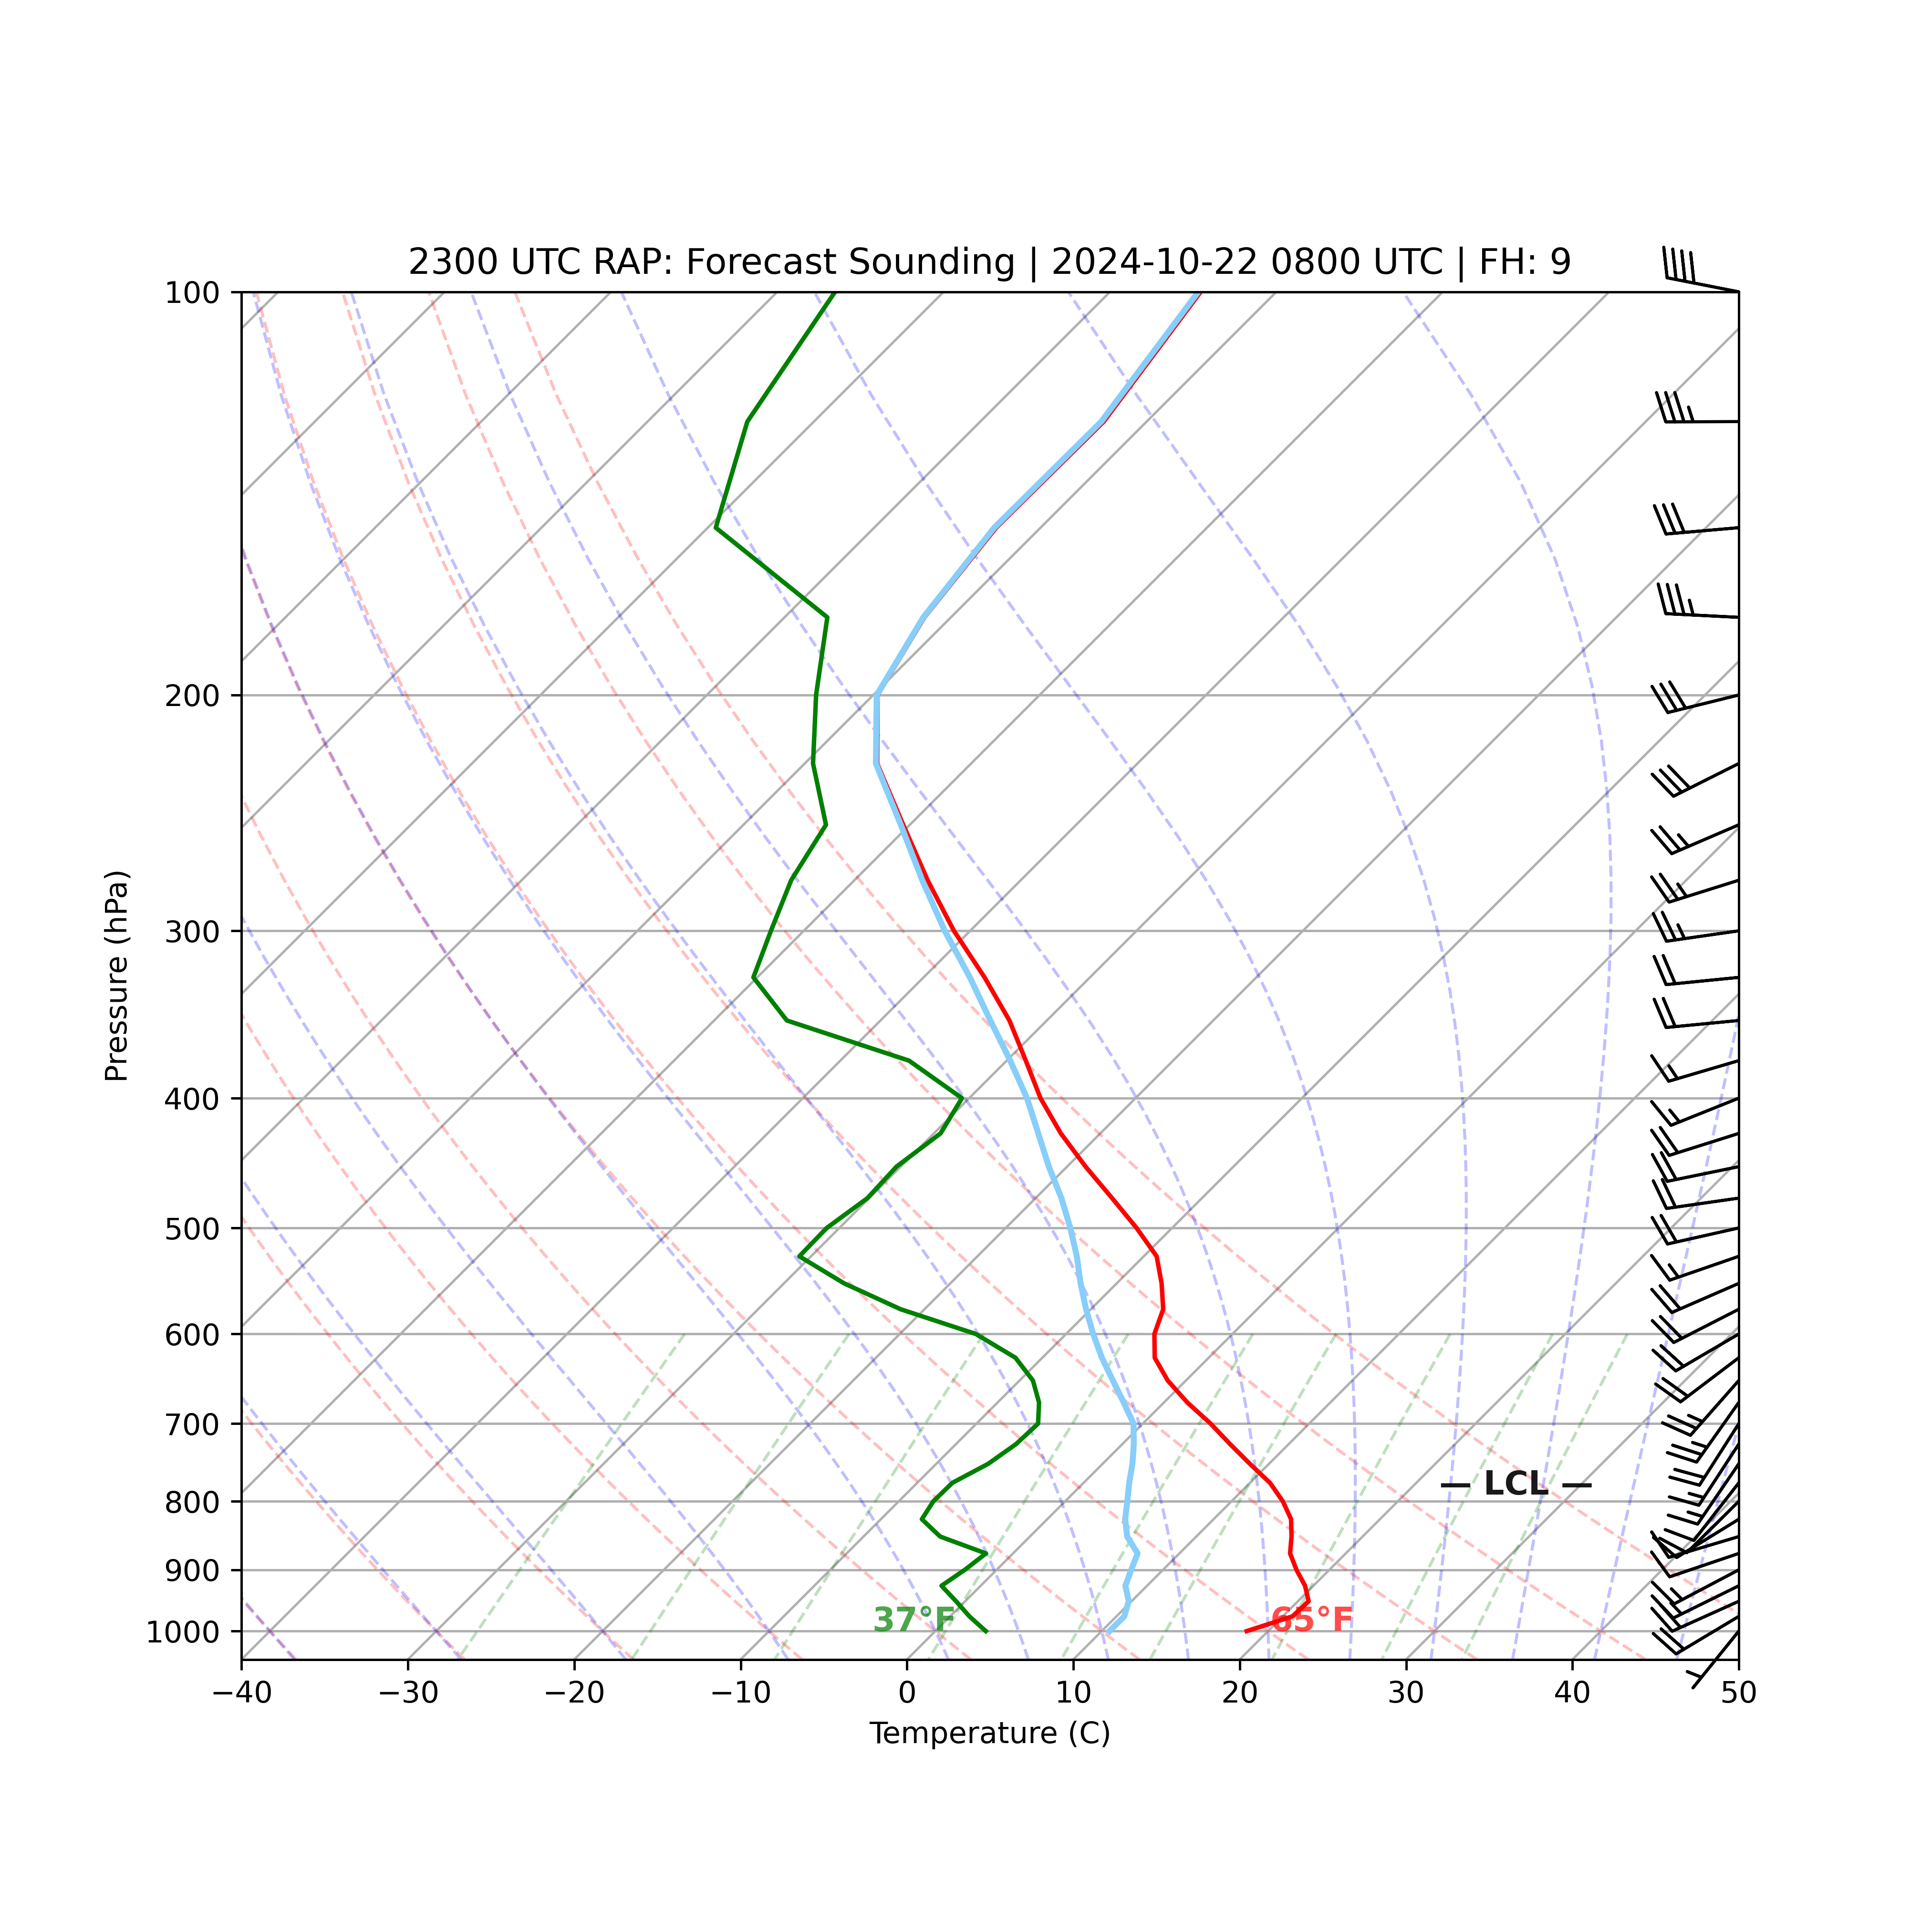 2300 UTC RAP: Forecast Sounding | 2024-10-22 0800 UTC | FH: 9
100
200
300
400
500
600
700
800
900
1000
Pressure (hPa)
— LCL —
37°F
65°F
−40 −30 −20 −10 0 10 20 30 40 50
Temperature (C)